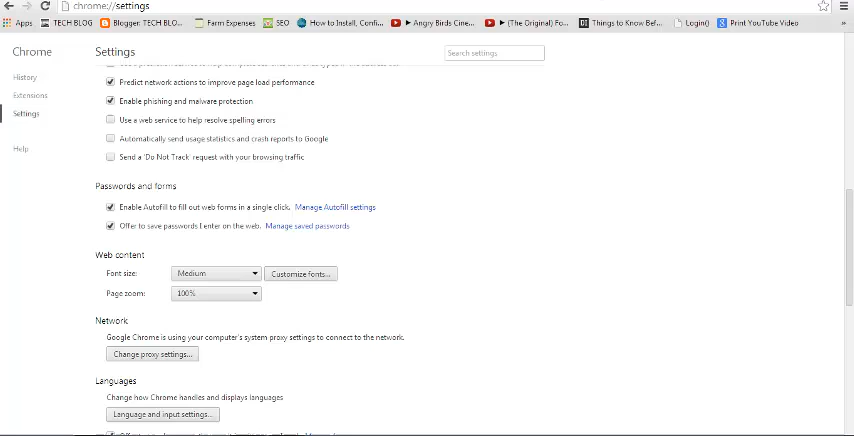 chrome://settings
Apps TECH BLOG Blogger: TECH BLO... Farm Expenses SEO How to Install, Confi... Angry Birds Cine... (The Original) Fo... Things to Know Bef... Login() Print YouTube Video »
Chrome Settings Search settings
History
Extensions
Settings
Help
Predict network actions to improve page load performance
Enable phishing and malware protection
Use a web service to help resolve spelling errors
Automatically send usage statistics and crash reports to Google
Send a 'Do Not Track' request with your browsing traffic
Passwords and forms
Enable Autofill to fill out web forms in a single click. Manage Autofill settings
Offer to save passwords I enter on the web. Manage saved passwords
Web content
Font size: Medium Customize fonts...
Page zoom: 100%
Network
Google Chrome is using your computer's system proxy settings to connect to the network.
Change proxy settings...
Languages
Change how Chrome handles and displays languages
Language and input settings...